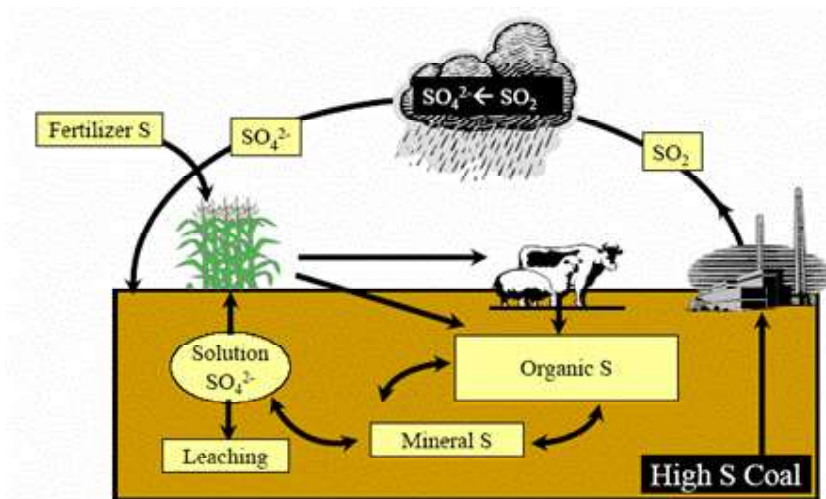 SO₄²⁻← SO₂
Fertilizer S
SO₄²⁻
SO₂
Solution
SO₄²⁻
Organic S
Leaching
Mineral S
High S Coal